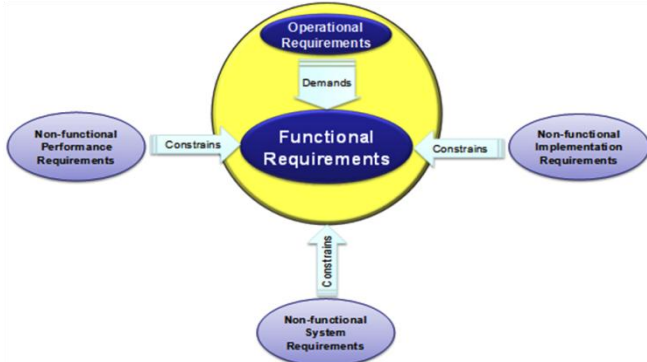 Operational
Requirements
Demands
Functional
Requirements
Non-functional
Performance
Requirements
Constrains
Constrains
Non-functional
Implementation
Requirements
Constrains
Non-functional
System
Requirements